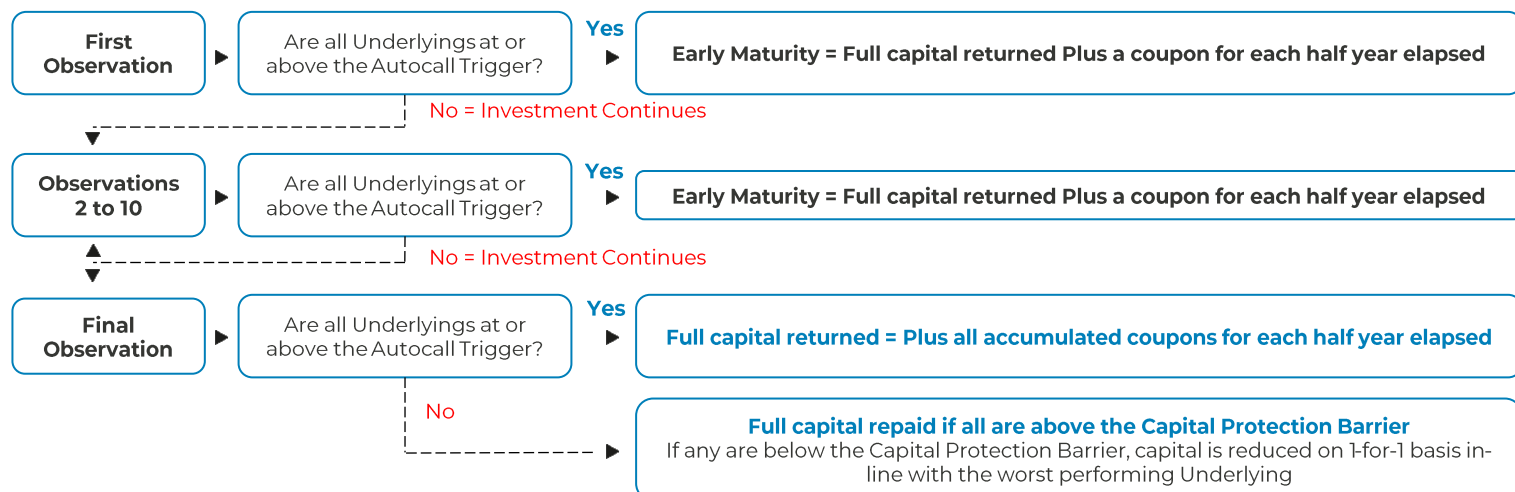 First
Observation
Are all Underlyings at or
above the Autocall Trigger?
Yes
Early Maturity = Full capital returned Plus a coupon for each half year elapsed
No = Investment Continues
Observations
2 to 10
Are all Underlyings at or
above the Autocall Trigger?
Yes
Early Maturity = Full capital returned Plus a coupon for each half year elapsed
No = Investment Continues
Final
Observation
Are all Underlyings at or
above the Autocall Trigger?
Yes
Full capital returned = Plus all accumulated coupons for each half year elapsed
No
Full capital repaid if all are above the Capital Protection Barrier
If any are below the Capital Protection Barrier, capital is reduced on 1-for-1 basis in-
line with the worst performing Underlying